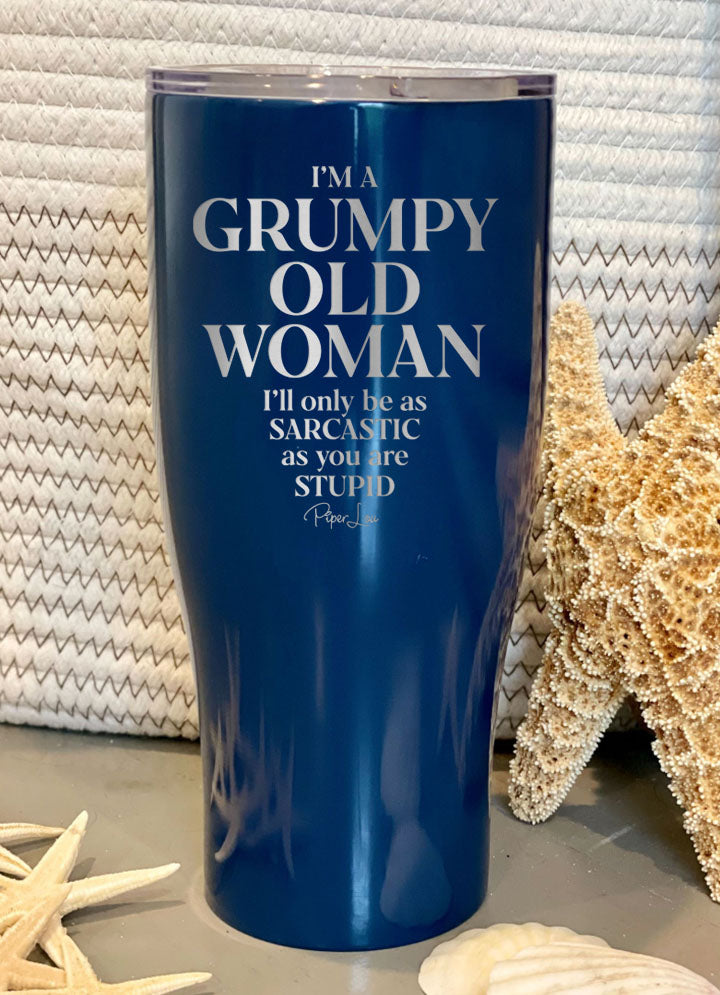 I'M A
GRUMPY
OLD
WOMAN
I'll only be as
SARCASTIC
as you are
STUPID
Piper Lou